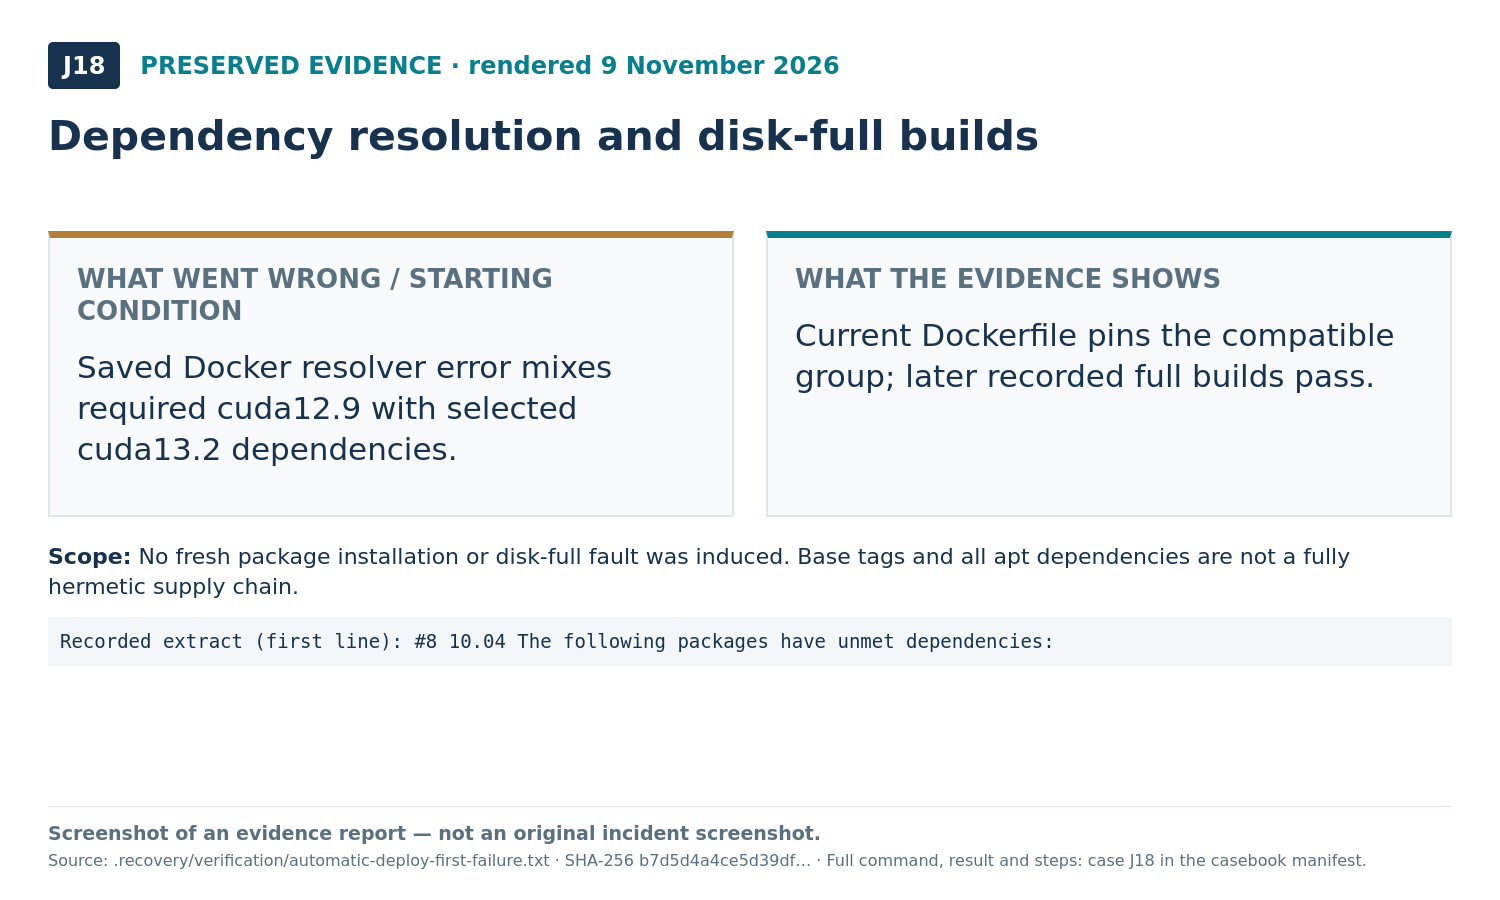 J18
PRESERVED EVIDENCE · rendered 9 November 2026
Dependency resolution and disk-full builds
WHAT WENT WRONG / STARTING
CONDITION
Saved Docker resolver error mixes
required cuda12.9 with selected
cuda13.2 dependencies.
WHAT THE EVIDENCE SHOWS
Current Dockerfile pins the compatible
group; later recorded full builds pass.
Scope: No fresh package installation or disk-full fault was induced. Base tags and all apt dependencies are not a fully
hermetic supply chain.
Recorded extract (first line): #8 10.04 The following packages have unmet dependencies:
Screenshot of an evidence report — not an original incident screenshot.
Source: .recovery/verification/automatic-deploy-first-failure.txt · SHA-256 b7d5d4a4ce5d39df… · Full command, result and steps: case J18 in the casebook manifest.